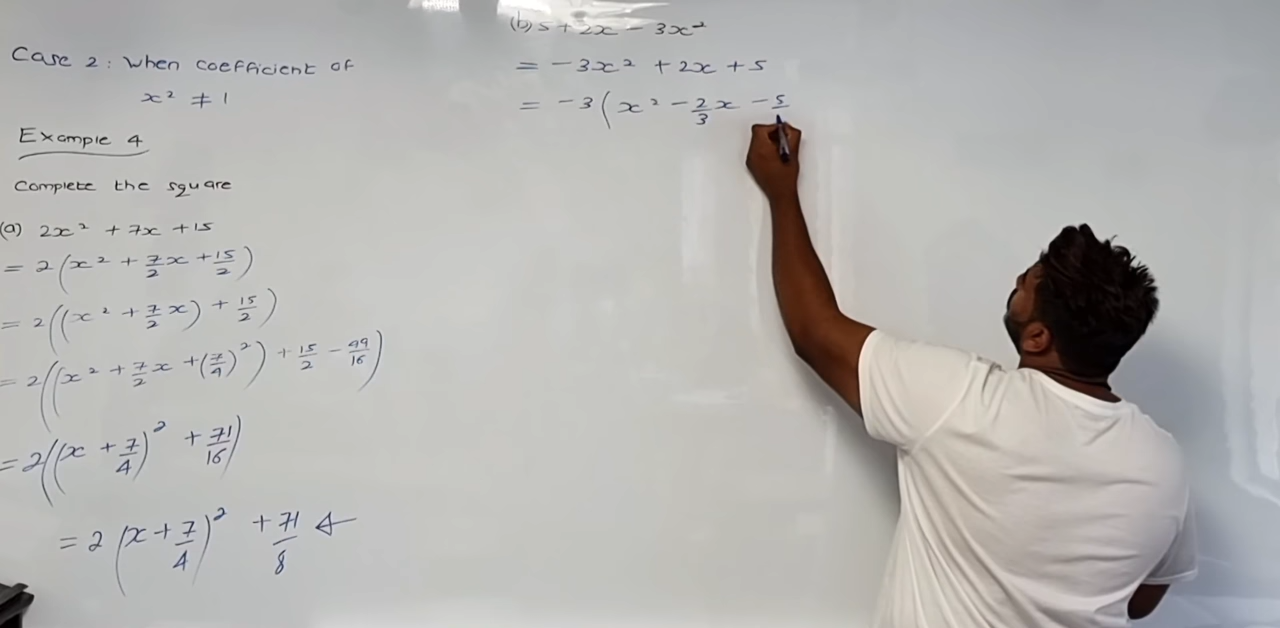 Case 2: When coefficient of
x² ≠ 1
Example 4
Complete the square
(a) 2x² + 7x + 15
= 2(x² + 7/2 x + 15/2)
= 2((x² + 7/2 x) + 15/2)
= 2((x² + 7/2 x + (7/4)²) + 15/2 - 49/16)
= 2((x + 7/4)² + 71/16)
= 2(x + 7/4)² + 71/8
(b) 5 + 2x - 3x²
= -3x² + 2x + 5
= -3(x² - 2/3 x - 5/